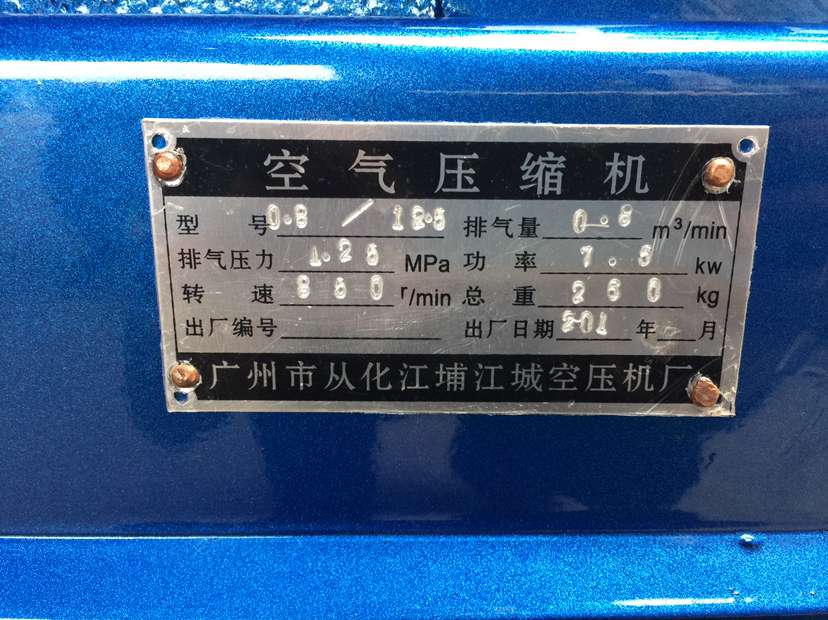 空气压缩机
型 号 0.8 / 12.5 排气量 0.8 m³/min
排气压力 1.25 MPa 功 率 7.5 kw
转 速 860 r/min 总 重 260 kg
出厂编号 出厂日期 201 年 月
广州市从化江埔江城空压机厂